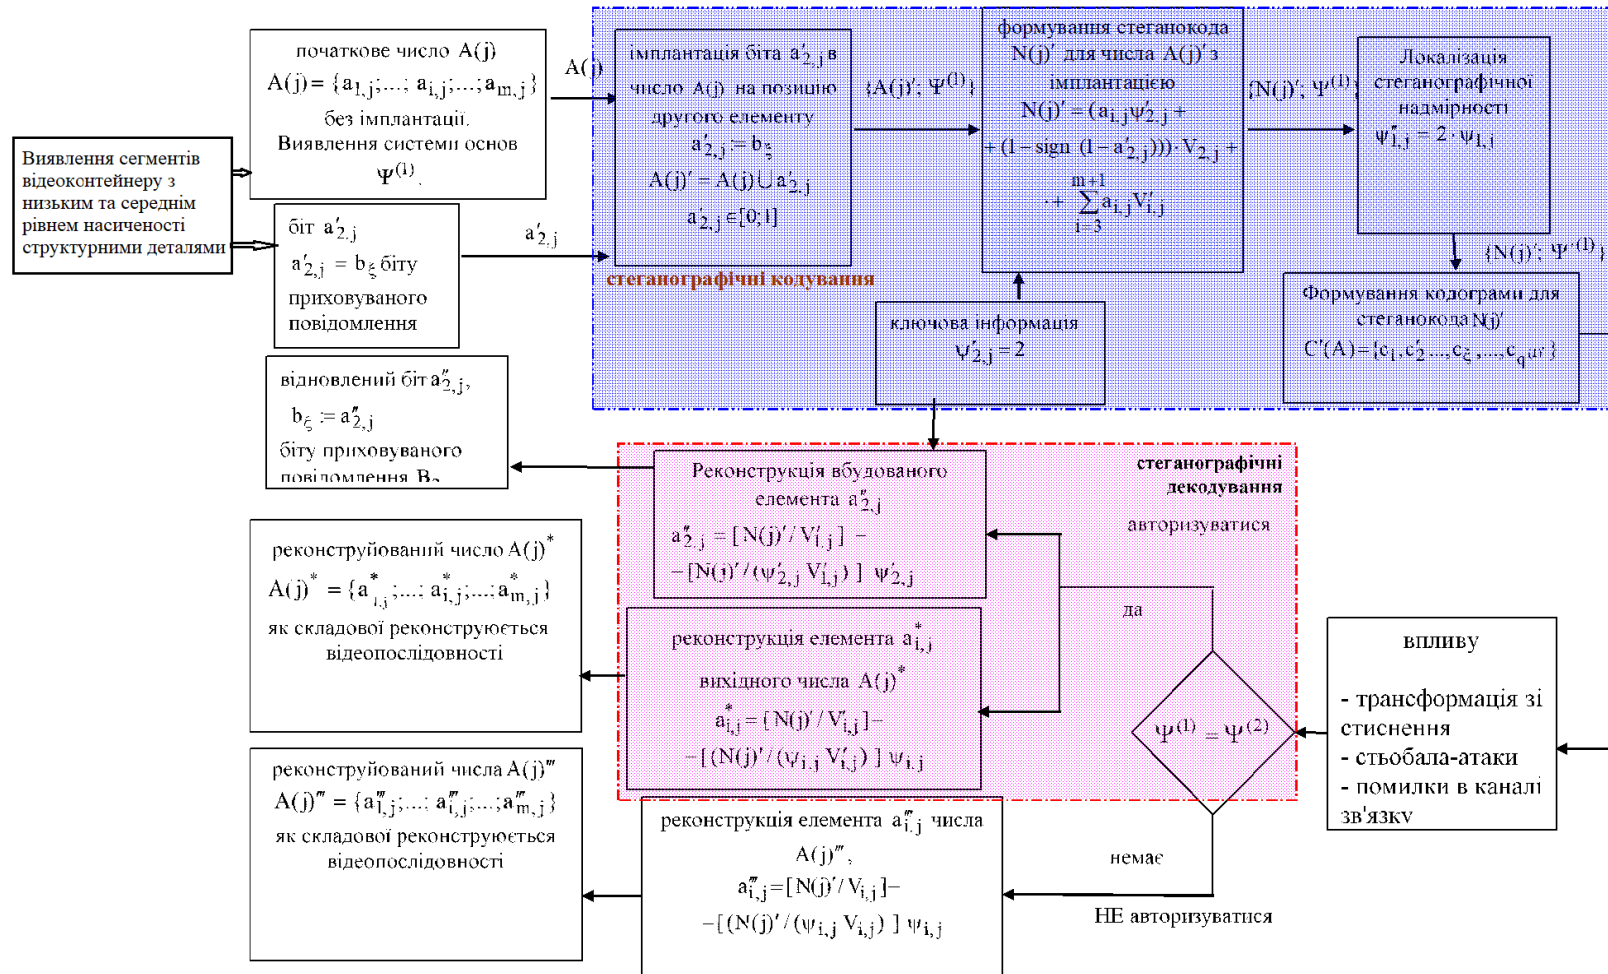 Виявлення сегментів
відеоконтейнеру з
низьким та середнім
рівнем насиченості
структурними деталями
початкове число A(j)
A(j) = {a1,j;...; ai,j;...;am,j}
без імплантації.
Виявлення системи основ
Ψ(1) .
біт a′2,j
a′2,j = bξ біту
приховуваного
повідомлення
A(j)
a′2,j
імплантація біта a′2,j в
число A(j) на позицію
другого елементу
a′2,j := bξ
A(j)′ = A(j) ∪ a′2,j
a′2,j ∈[0;1]
стеганографічні кодування
{A(j)′; Ψ(1)}
формування стеганокода
N(j)′ для числа A(j)′ з
імплантацією
N(j)′ = (ai,jψ′2,j +
+ (1−sign (1−a′2,j)))·V2,j +
·+ m+1∑i=3 ai,jV′i,j
{N(j)′; Ψ(1)}
Локалізація
стеганографічної
надмірності
ψ″1,j = 2·ψ1,j
{N(j)′; Ψ′(1)}
Формування кодограми для
стеганокода N(j)′
C′(A) = {c1,c′2 ...,cξ,...,cq
ключова інформація
ψ′2,j = 2
відновлений біт a″2,j,
bξ := a″2,j
біту приховуваного
повідомлення B
Реконструкція вбудованого
елемента a″2,j
a″2,j = [N(j)′/V′i,j] −
−[N(j)′/(ψ′2,j V′i,j) ] ψ′2,j
стеганографічні
декодування
авторизуватися
реконструйований число A(j)*
A(j)* = {a*1,j;...; a*i,j;...;a*m,j}
як складової реконструюється
відеопослідовності
реконструкція елемента a*i,j
вихідного числа A(j)*
a*i,j = [N(j)′/V′i,j]−
−[(N(j)′/(ψi,j V′i,j) ] ψi,j
да
Ψ(1) = Ψ(2)
впливу
- трансформація зі
стиснення
- стьобала-атаки
- помилки в каналі
зв'язку
реконструйований числа A(j)‴
A(j)‴ = {a‴1,j;...; a‴i,j;...;a‴m,j}
як складової реконструюється
відеопослідовності
реконструкція елемента a‴i,j числа
A(j)‴,
a‴i,j=[N(j)′/Vi,j]−
−[(N(j)′/(ψi,j Vi,j) ] ψi,j
немає
НЕ авторизуватися